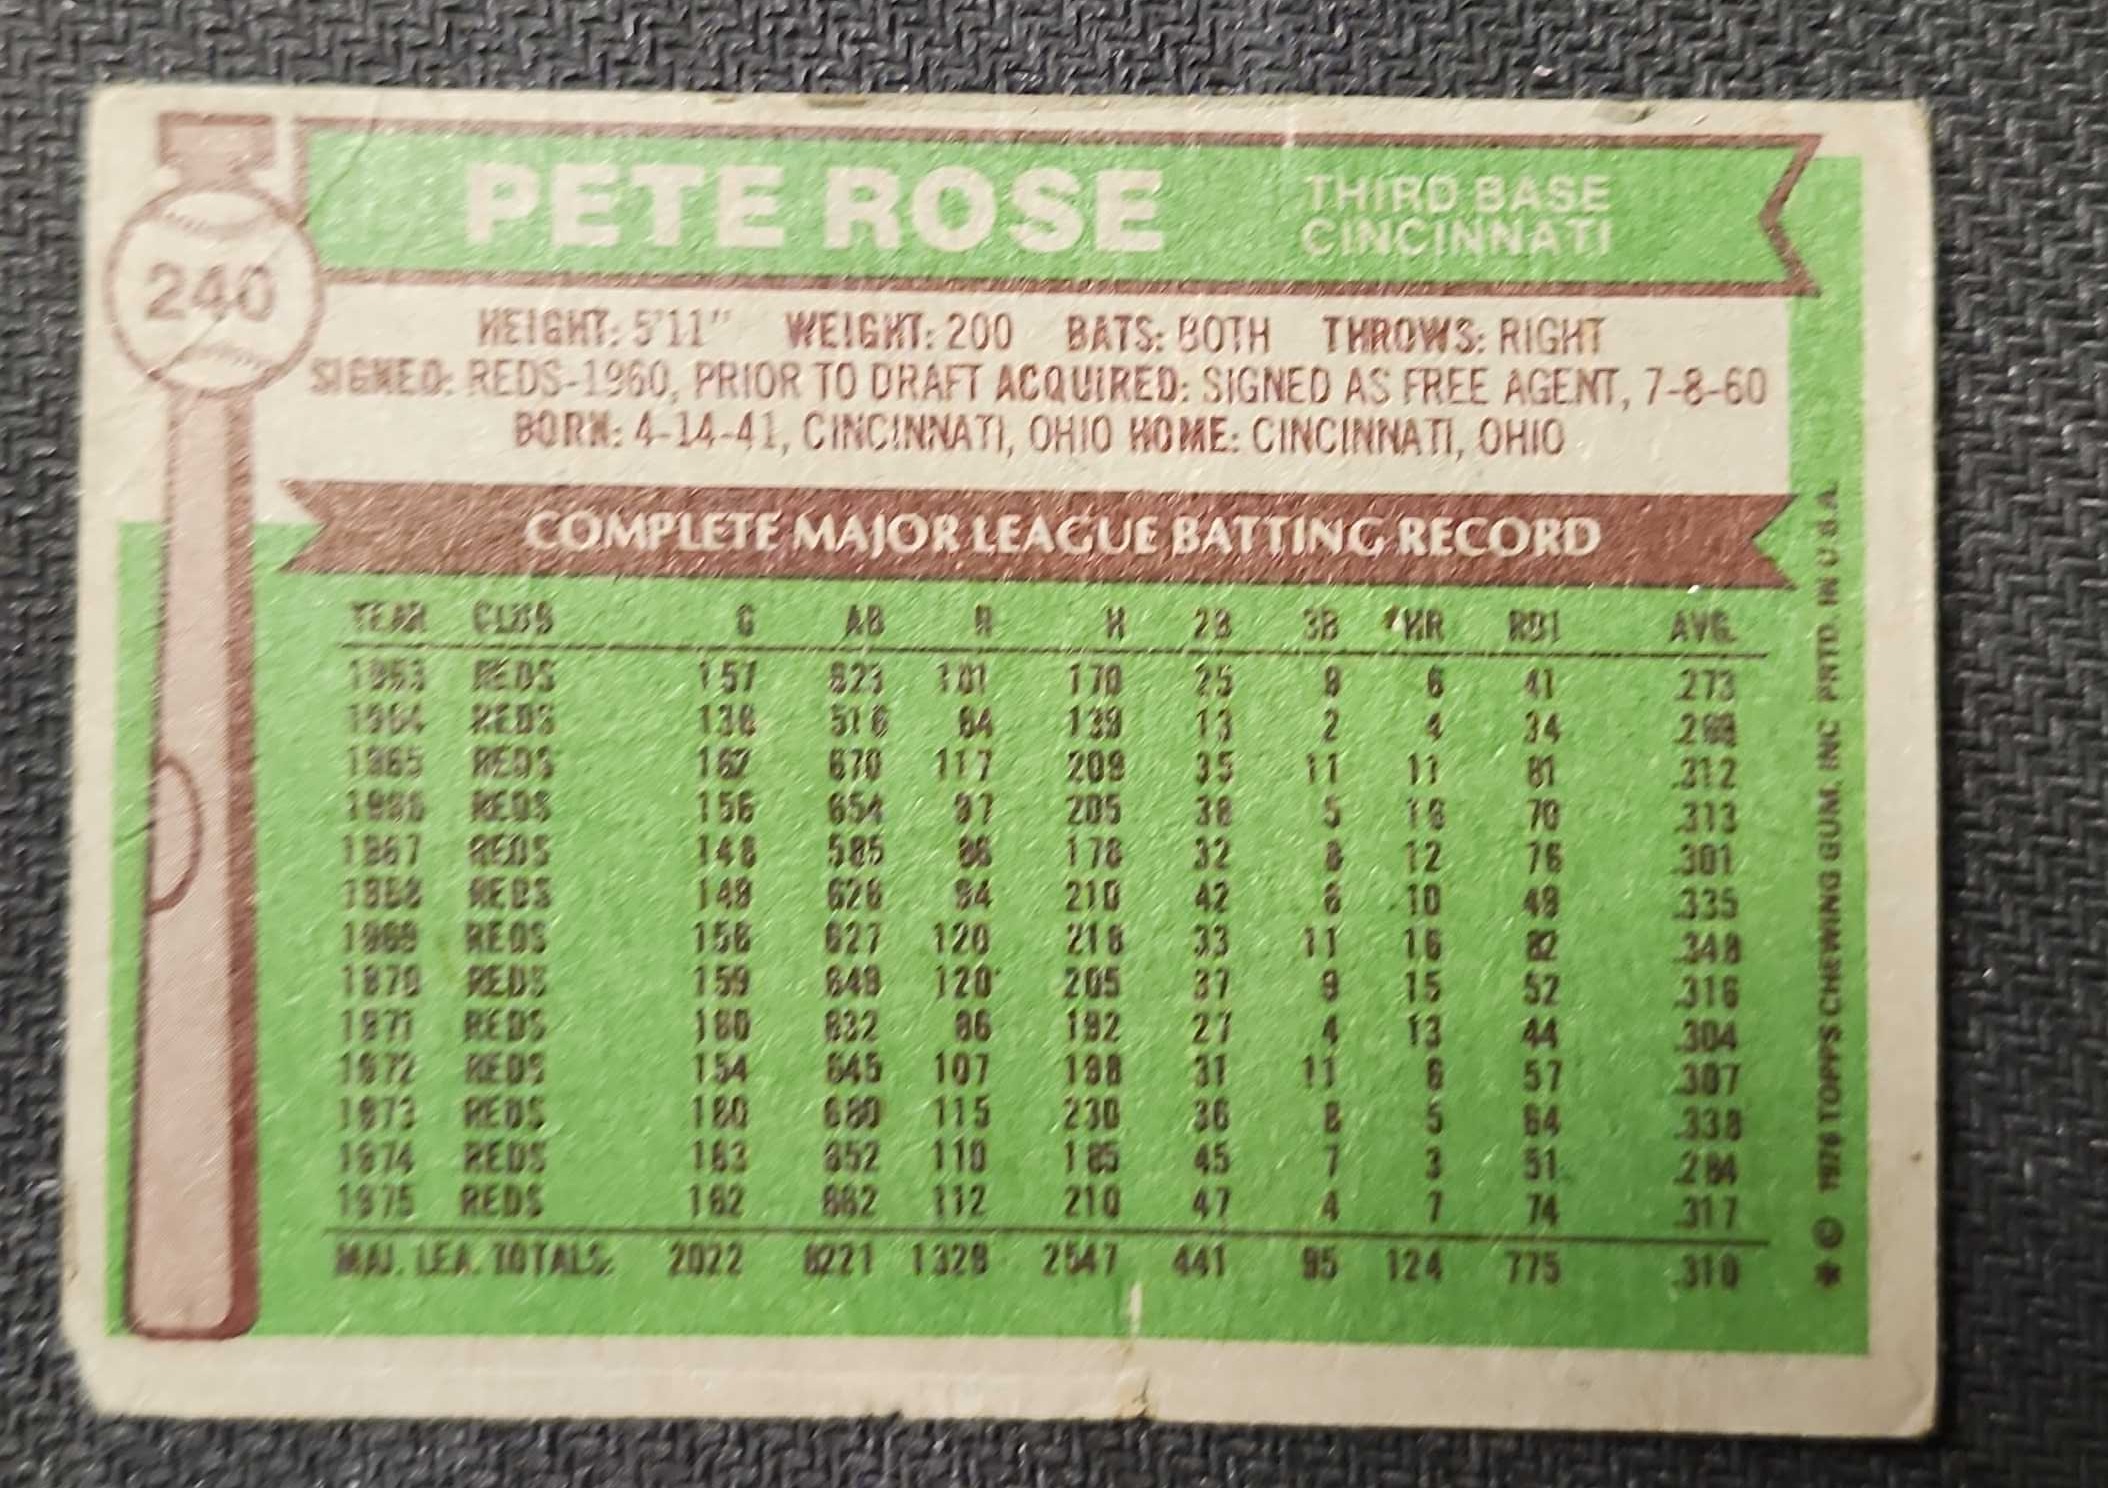 PETE ROSE
THIRD BASE
CINCINNATI
240
HEIGHT: 5'11" WEIGHT: 200 BATS: BOTH THROWS: RIGHT
SIGNED: REDS-1960, PRIOR TO DRAFT ACQUIRED: SIGNED AS FREE AGENT, 7-8-60
BORN: 4-14-41, CINCINNATI, OHIO HOME: CINCINNATI, OHIO
COMPLETE MAJOR LEAGUE BATTING RECORD
YEAR CLUB G AB R H 2B 3B HR RBI AVG.
1963 REDS 157 623 101 170 25 9 6 41 .273
1964 REDS 136 516 64 139 13 2 4 34 .269
1965 REDS 162 670 117 209 35 11 11 81 .312
1966 REDS 156 654 97 205 38 5 16 70 .313
1967 REDS 148 585 86 176 32 8 12 76 .301
1968 REDS 149 626 94 210 42 6 10 49 .335
1969 REDS 156 627 120 218 33 11 16 82 .348
1970 REDS 159 649 120 205 37 9 15 52 .316
1971 REDS 160 632 86 192 27 4 13 44 .304
1972 REDS 154 645 107 198 31 11 6 57 .307
1973 REDS 160 680 115 230 36 8 5 64 .338
1974 REDS 163 652 110 185 45 7 3 51 .284
1975 REDS 162 662 112 210 47 4 7 74 .317
MAJ. LEA. TOTALS: 2022 8221 1329 2547 441 95 124 775 .310
* © 1976 TOPPS CHEWING GUM, INC PRTD. IN U.S.A.